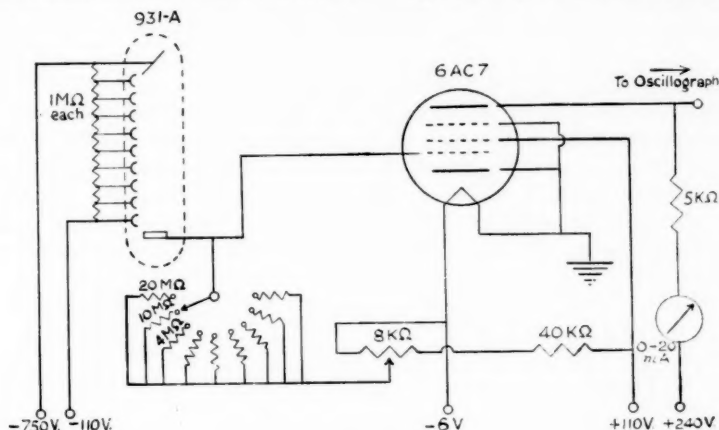 931-A
6AC7
To Oscillograph
1MΩ
each
5KΩ
20MΩ
10MΩ
4MΩ
8KΩ
40KΩ
0-20
mA
-750V. -110V. -6V +110V. +240V.